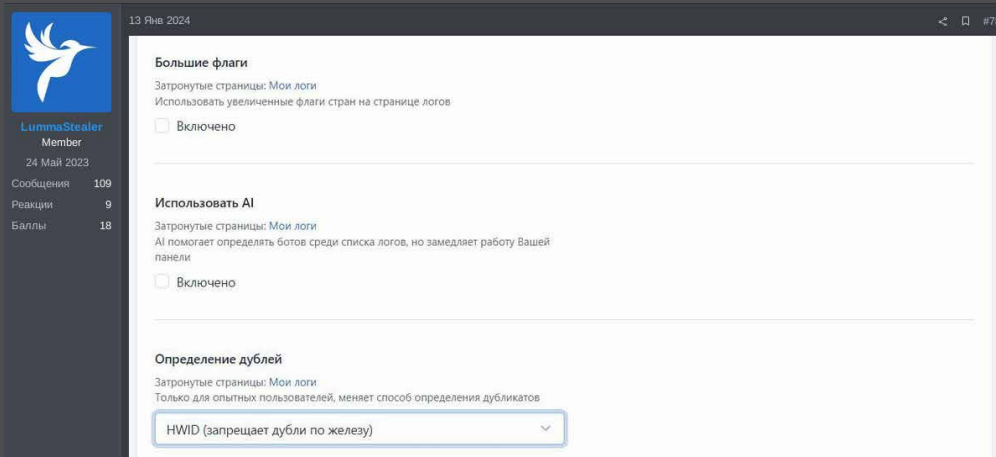 13 Янв 2024
LummaStealer
Member
24 Май 2023
Сообщения 109
Реакции 9
Баллы 18
Большие флаги
Затронутые страницы: Мои логи
Использовать увеличенные флаги стран на странице логов
Включено
Использовать AI
Затронутые страницы: Мои логи
AI помогает определять ботов среди списка логов, но замедляет работу Вашей
панели
Включено
Определение дублей
Затронутые страницы: Мои логи
Только для опытных пользователей, меняет способ определения дубликатов
HWID (запрещает дубли по железу)